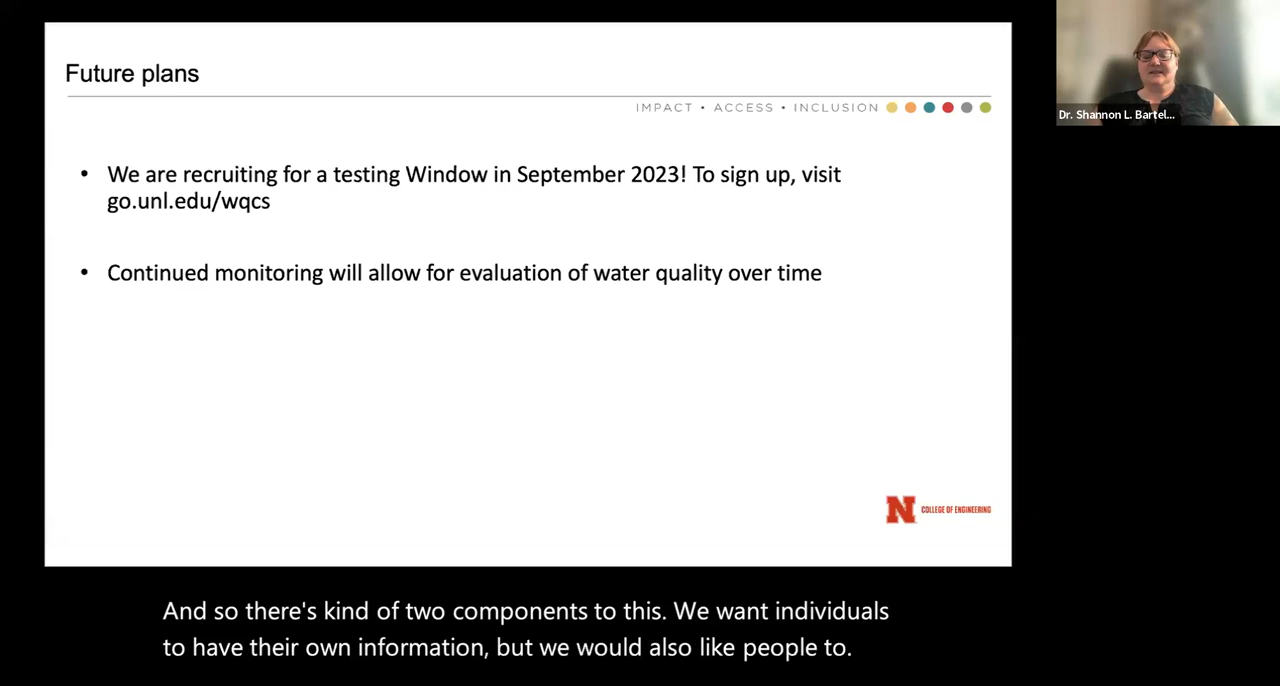 Future plans
IMPACT • ACCESS • INCLUSION
• We are recruiting for a testing Window in September 2023! To sign up, visit
go.unl.edu/wqcs
• Continued monitoring will allow for evaluation of water quality over time
N COLLEGE OF ENGINEERING
Dr. Shannon L. Bartel...
And so there's kind of two components to this. We want individuals
to have their own information, but we would also like people to.